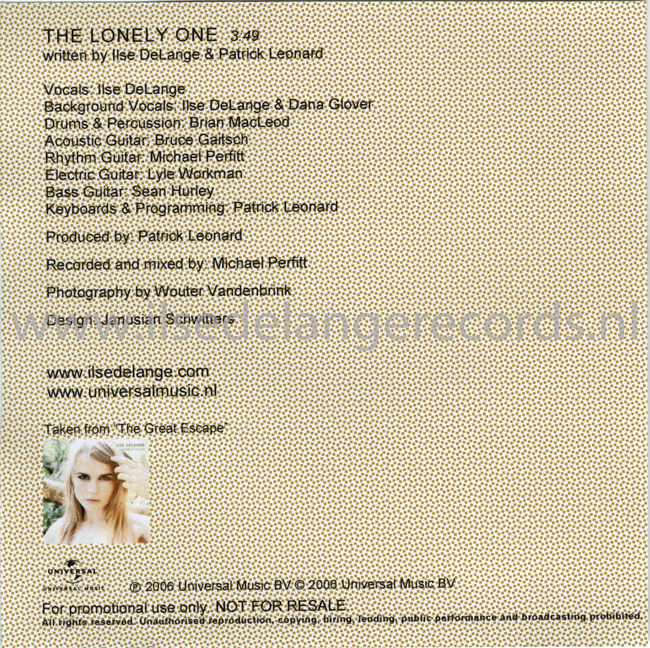 THE LONELY ONE 3:49
written by Ilse DeLange & Patrick Leonard
Vocals: Ilse DeLange
Background Vocals: Ilse DeLange & Dana Glover
Drums & Percussion: Brian MacLeod
Acoustic Guitar: Bruce Gaitsch
Rhythm Guitar: Michael Perfitt
Electric Guitar: Lyle Workman
Bass Guitar: Sean Hurley
Keyboards & Programming: Patrick Leonard
Produced by: Patrick Leonard
Recorded and mixed by: Michael Perfitt
Photography by Wouter Vandenbrink
Design: Janusian Schwitters
www.ilsedelangerecords.nl
www.ilsedelange.com
www.universalmusic.nl
Taken from "The Great Escape"
ILSE DELANGE
UNIVERSAL
UNIVERSAL MUSIC
℗ 2006 Universal Music BV © 2006 Universal Music BV
For promotional use only. NOT FOR RESALE.
All rights reserved. Unauthorised reproduction, copying, hiring, lending, public performance and broadcasting prohibited.